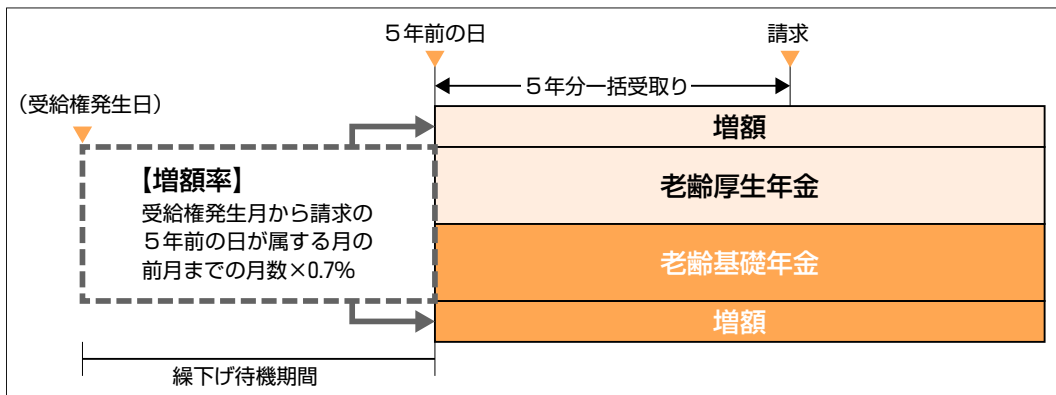 ５年前の日
請求
５年分一括受取り
（受給権発生日）
増額
【増額率】
老齢厚生年金
受給権発生月から請求の
５年前の日が属する月の
前月までの月数×0.7%
老齢基礎年金
増額
繰下げ待機期間